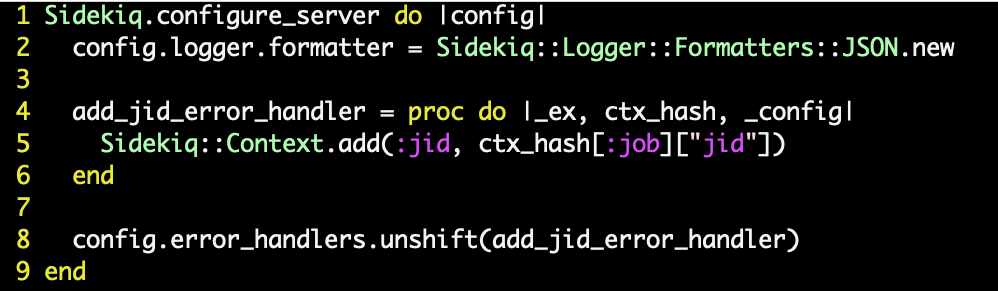 1 Sidekiq.configure_server do |config|
2   config.logger.formatter = Sidekiq::Logger::Formatters::JSON.new
3
4   add_jid_error_handler = proc do |_ex, ctx_hash, _config|
5     Sidekiq::Context.add(:jid, ctx_hash[:job]["jid"])
6   end
7
8   config.error_handlers.unshift(add_jid_error_handler)
9 end